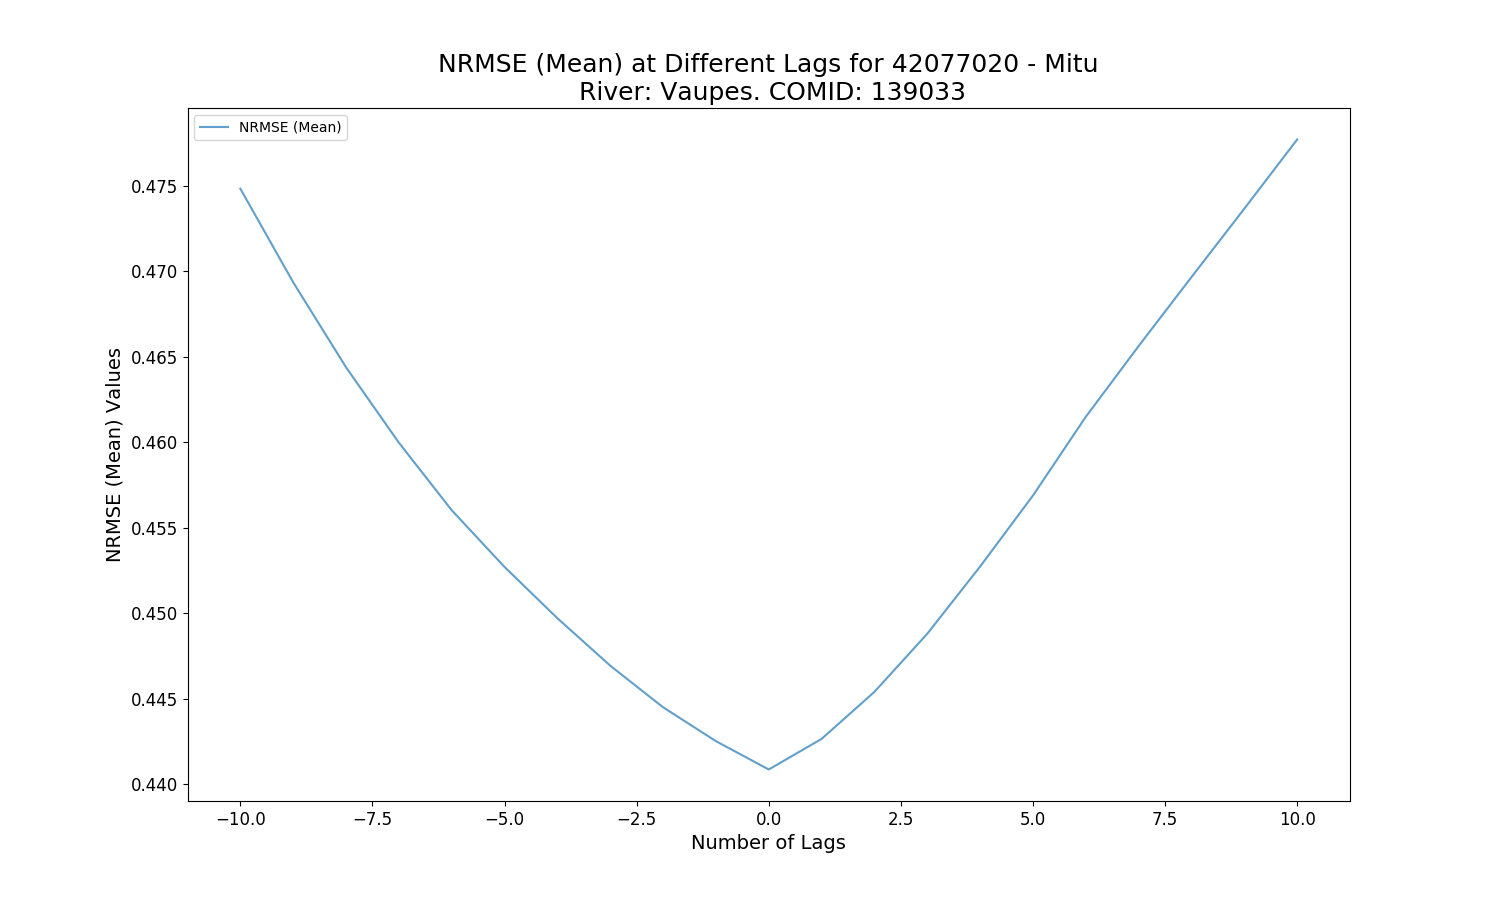 NRMSE (Mean) at Different Lags for 42077020 - Mitu
River: Vaupes. COMID: 139033
NRMSE (Mean)
0.475
0.470
0.465
0.460
0.455
0.450
0.445
0.440
NRMSE (Mean) Values
−10.0 −7.5 −5.0 −2.5 0.0 2.5 5.0 7.5 10.0
Number of Lags